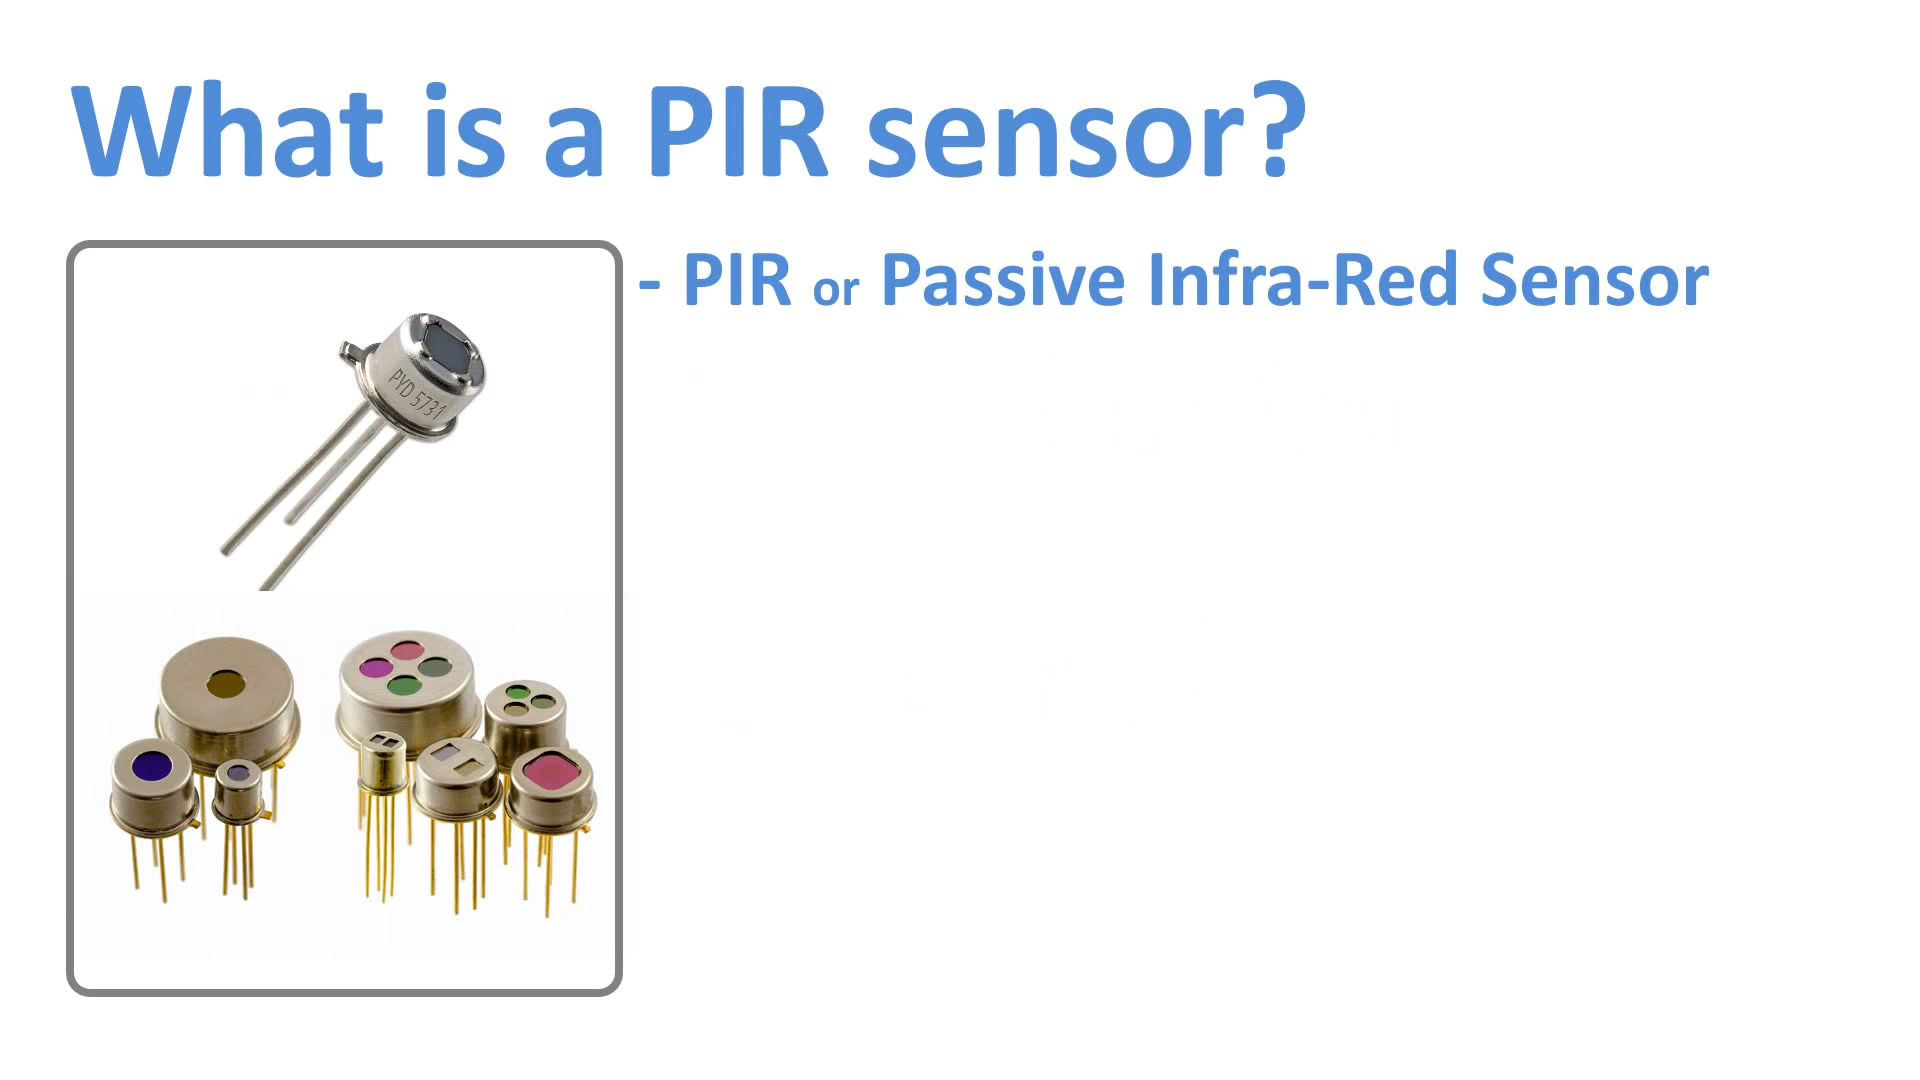 What is a PIR sensor?
- PIR or Passive Infra-Red Sensor
PYD 5731